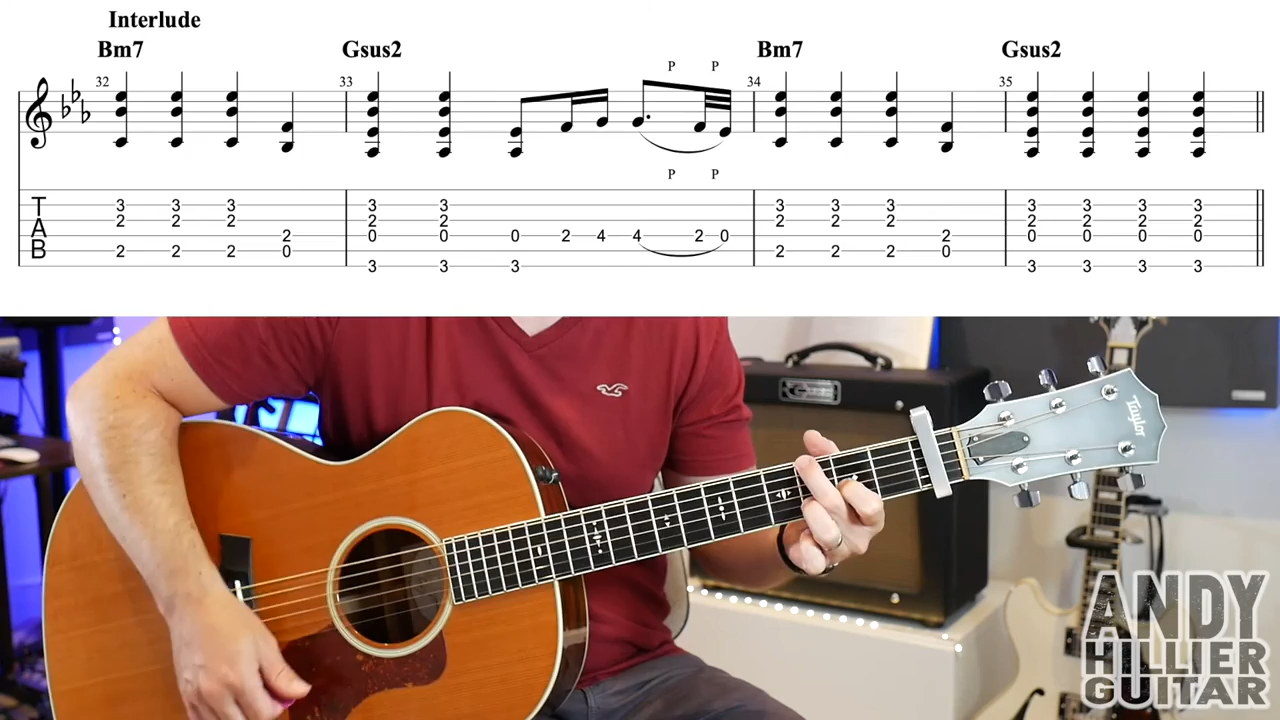 Interlude
Bm7 Gsus2 Bm7 Gsus2
32 33 P P 34 35
P P
T 3 3 3 3 3 3 3 3 3 3 3 3
2 2 2 2 2 2 2 2 2 2 2 2
A 2 0 0 0 2 4 4 2 0 2 0 0 0 0
B 2 2 2 0 2 2 2 0
3 3 3 3 3 3 3
Taylor
ANDY
HILLIER
GUITAR